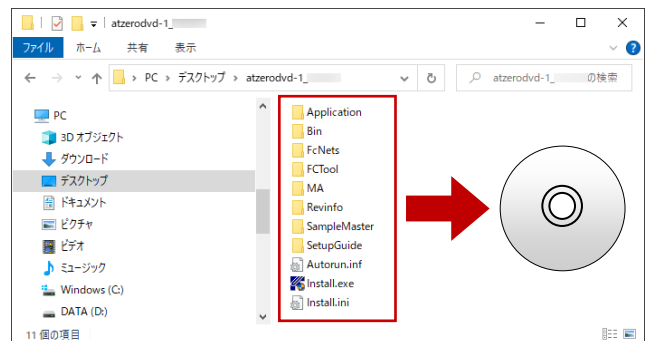 atzerodvd-1_
ファイル ホーム 共有 表示
PC › デスクトップ › atzerodvd-1_
atzerodvd-1_ の検索
PC
3D オブジェクト
ダウンロード
デスクトップ
ドキュメント
ピクチャ
ビデオ
ミュージック
Windows (C:)
DATA (D:)
Application
Bin
FcNets
FCTool
MA
Revinfo
SampleMaster
SetupGuide
Autorun.inf
Install.exe
Install.ini
11 個の項目